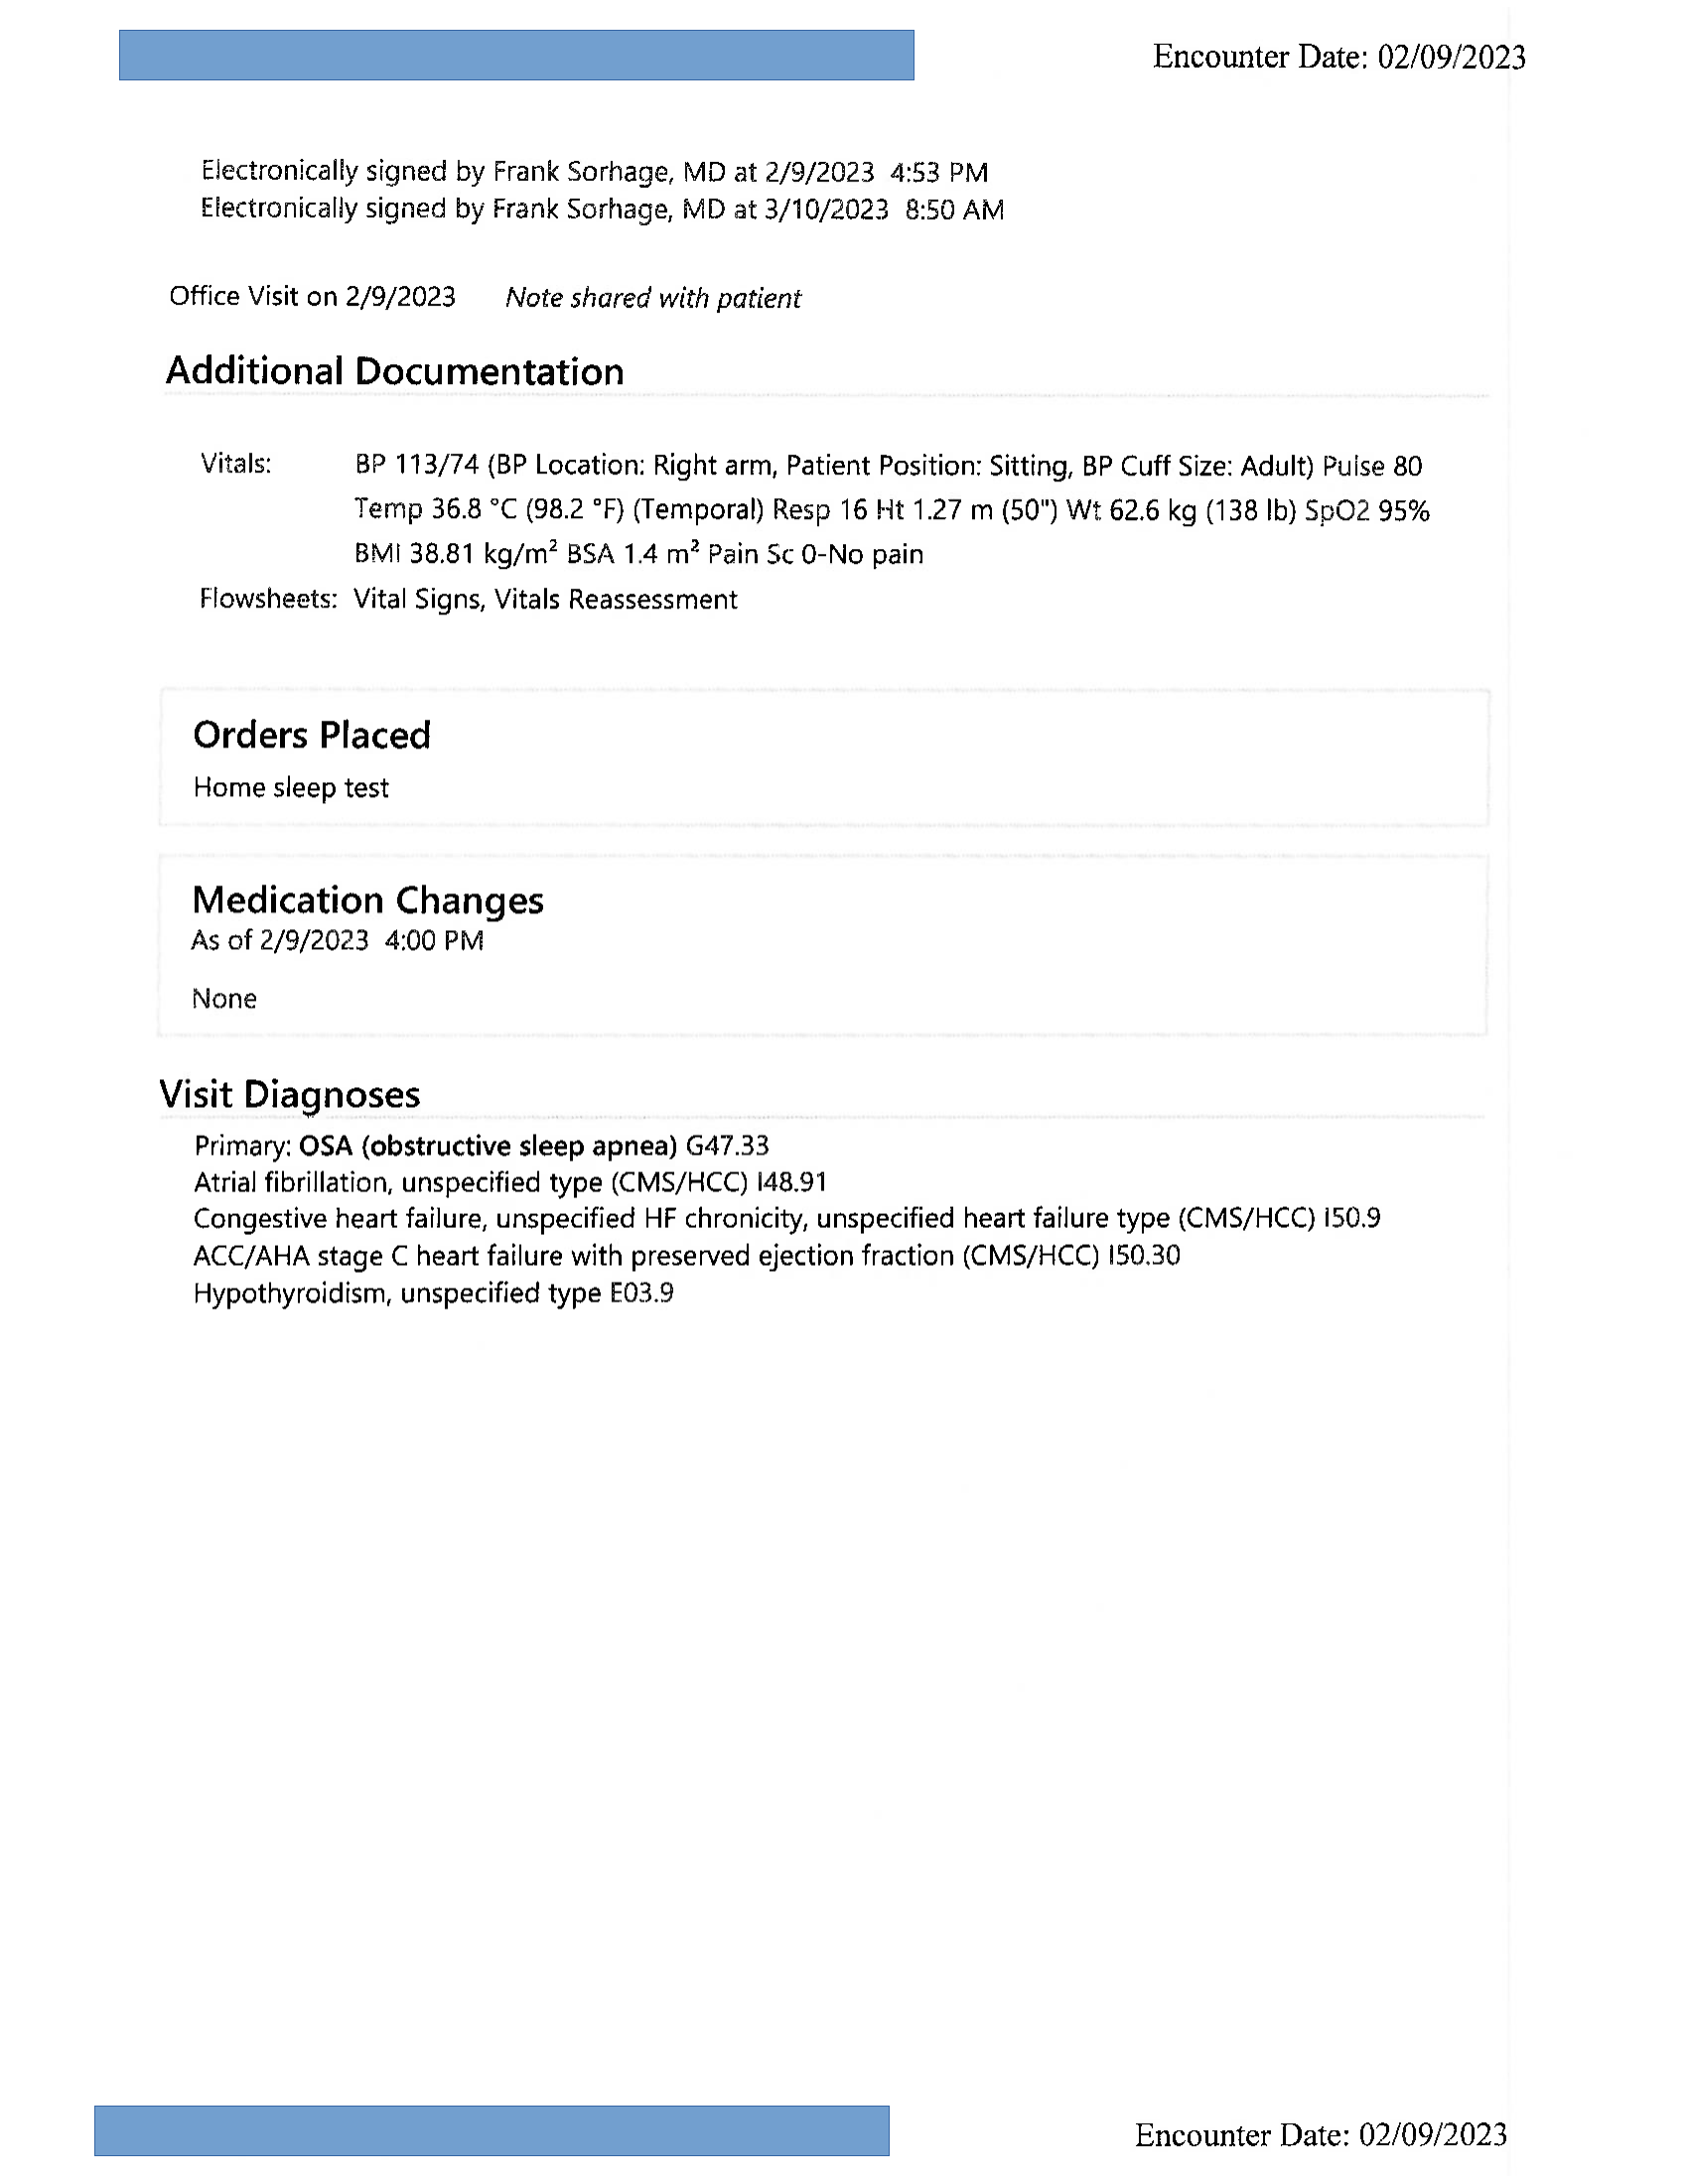 Encounter Date: 02/09/2023
Electronically signed by Frank Sorhage, MD at 2/9/2023 4:53 PM
Electronically signed by Frank Sorhage, MD at 3/10/2023 8:50 AM
Office Visit on 2/9/2023 Note shared with patient
Additional Documentation
Vitals: BP 113/74 (BP Location: Right arm, Patient Position: Sitting, BP Cuff Size: Adult) Pulse 80
Temp 36.8 °C (98.2 °F) (Temporal) Resp 16 Ht 1.27 m (50") Wt 62.6 kg (138 lb) SpO2 95%
BMI 38.81 kg/m² BSA 1.4 m² Pain Sc 0-No pain
Flowsheets: Vital Signs, Vitals Reassessment
Orders Placed
Home sleep test
Medication Changes
As of 2/9/2023 4:00 PM
None
Visit Diagnoses
Primary: OSA (obstructive sleep apnea) G47.33
Atrial fibrillation, unspecified type (CMS/HCC) I48.91
Congestive heart failure, unspecified HF chronicity, unspecified heart failure type (CMS/HCC) I50.9
ACC/AHA stage C heart failure with preserved ejection fraction (CMS/HCC) I50.30
Hypothyroidism, unspecified type E03.9
Encounter Date: 02/09/2023